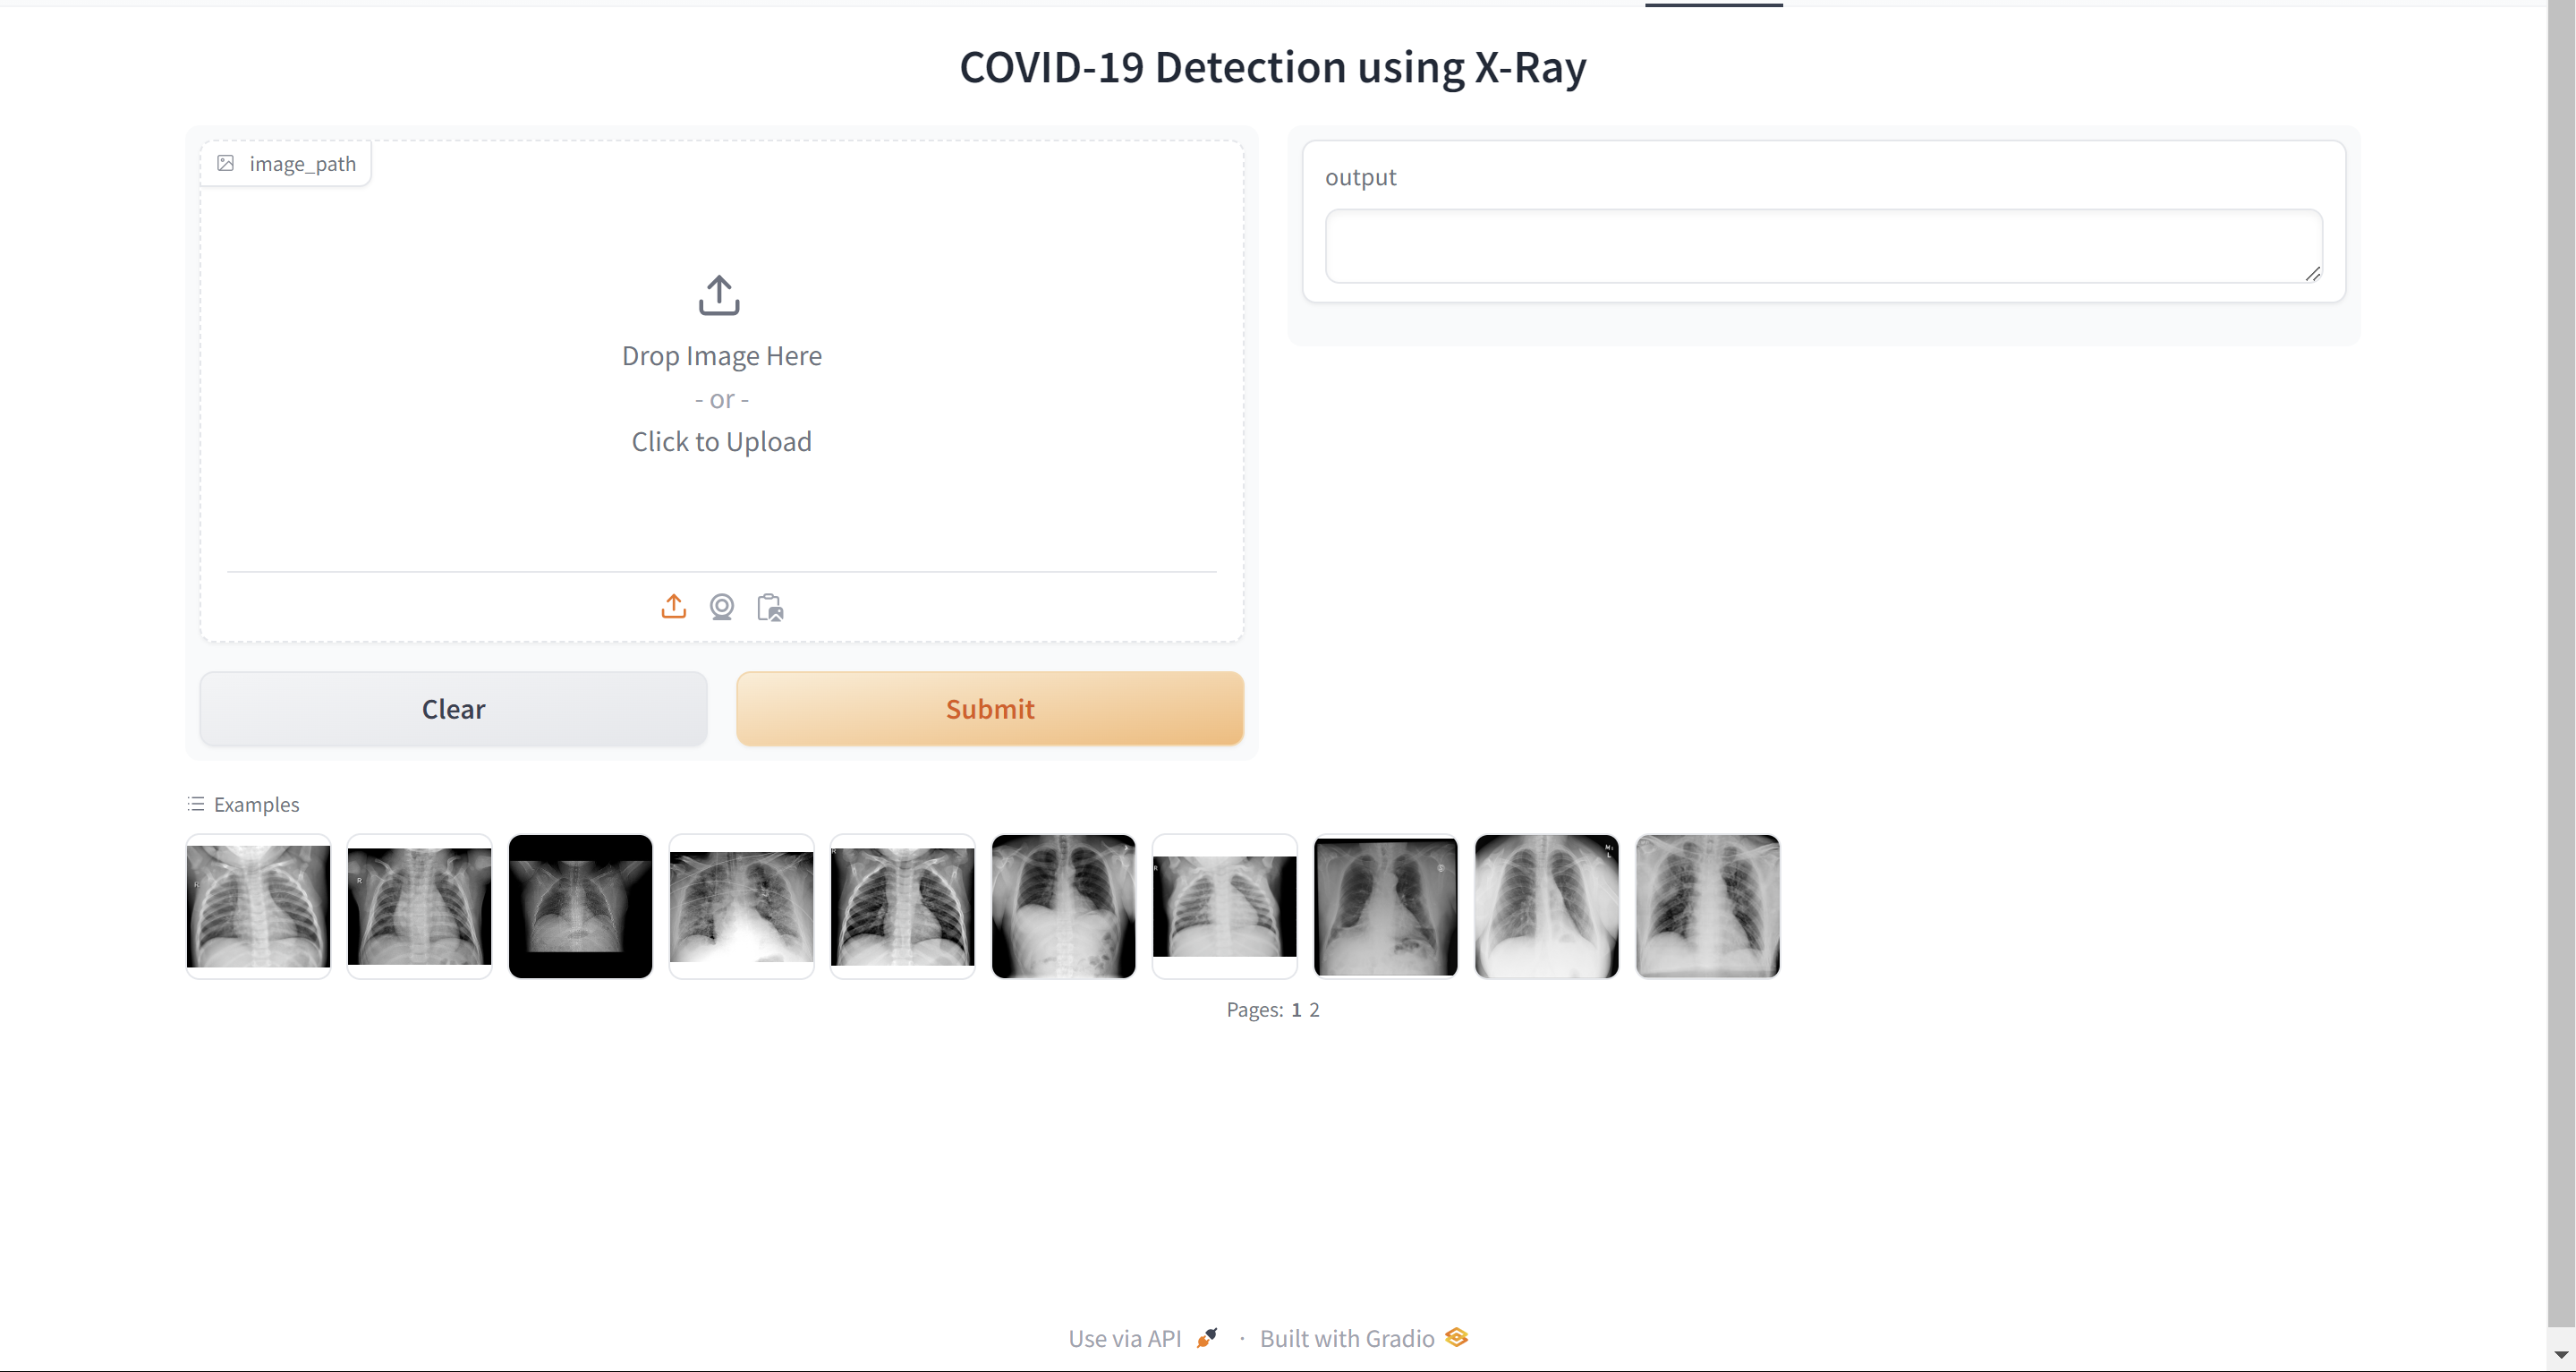 COVID-19 Detection using X-Ray
image_path
output
Drop Image Here
- or -
Click to Upload
Clear
Submit
Examples
R
R
R
R
M:
L
Pages: 1 2
Use via API · Built with Gradio